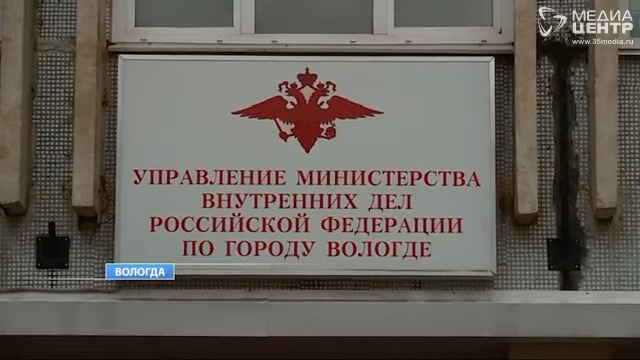 МЕДИА
ЦЕНТР
www.35media.ru
УПРАВЛЕНИЕ МИНИСТЕРСТВА
ВНУТРЕННИХ ДЕЛ
РОССИЙСКОЙ ФЕДЕРАЦИИ
ПО ГОРОДУ ВОЛОГДЕ
ВОЛОГДА